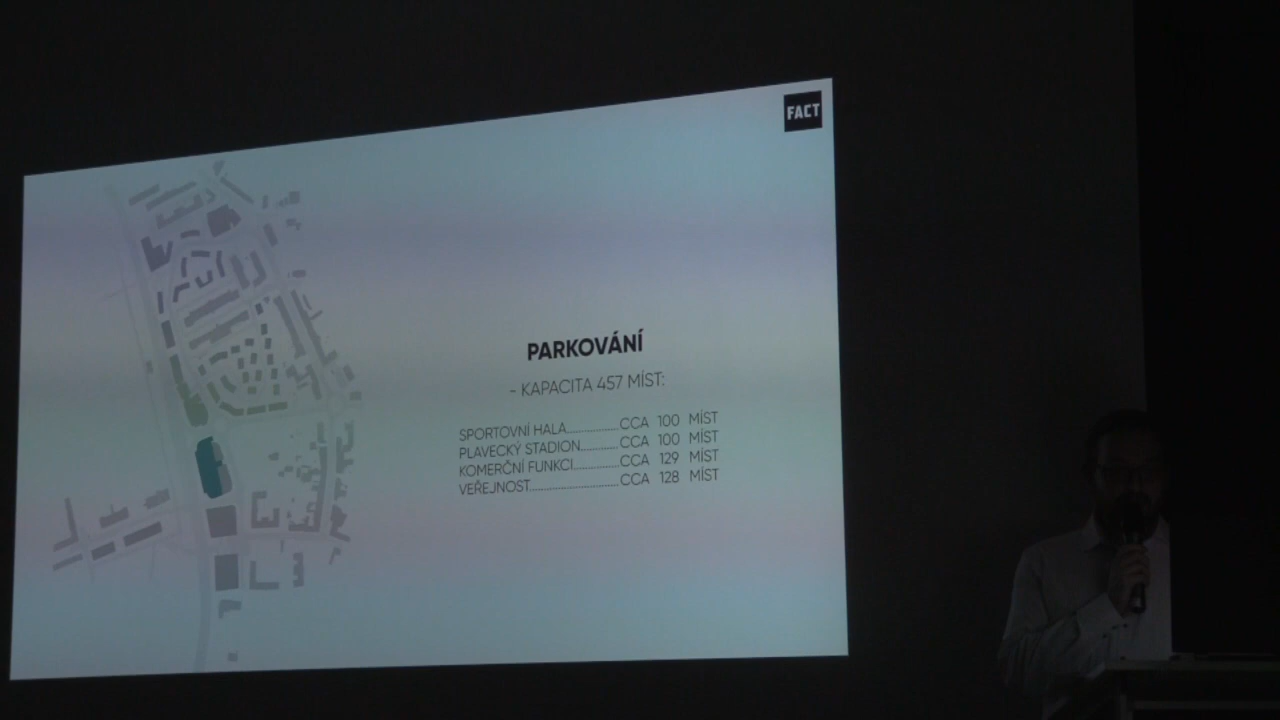 FACT
PARKOVÁNÍ
- KAPACITA 457 MÍST:
SPORTOVNÍ HALA................CCA 100 MÍST
PLAVECKÝ STADION............CCA 100 MÍST
KOMERČNÍ FUNKCI..............CCA 129 MÍST
VEŘEJNOST...........................CCA 128 MÍST